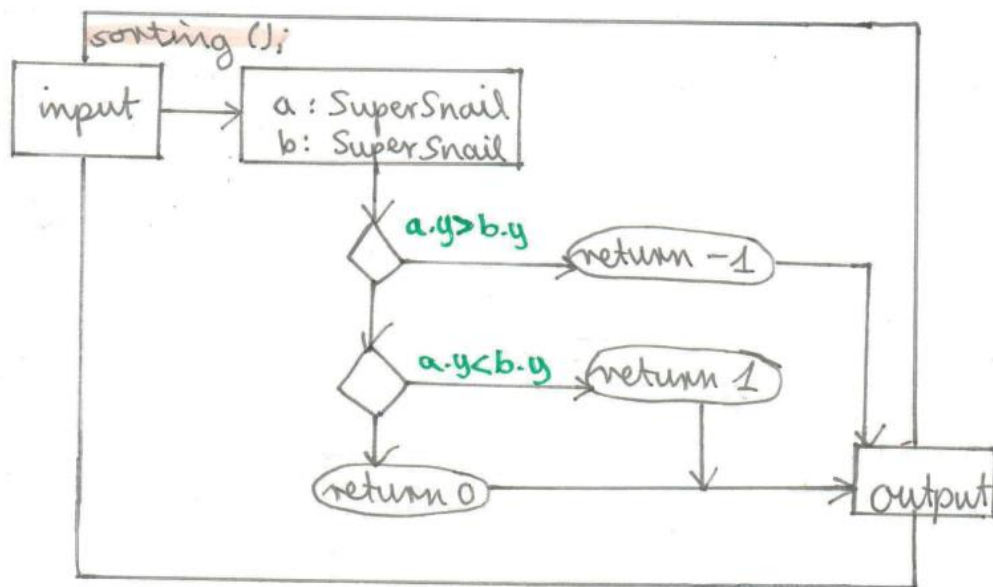 sorting ();
input
a : SuperSnail
b : SuperSnail
a.y>b.y
return -1
a.y<b.y
return 1
return 0
output